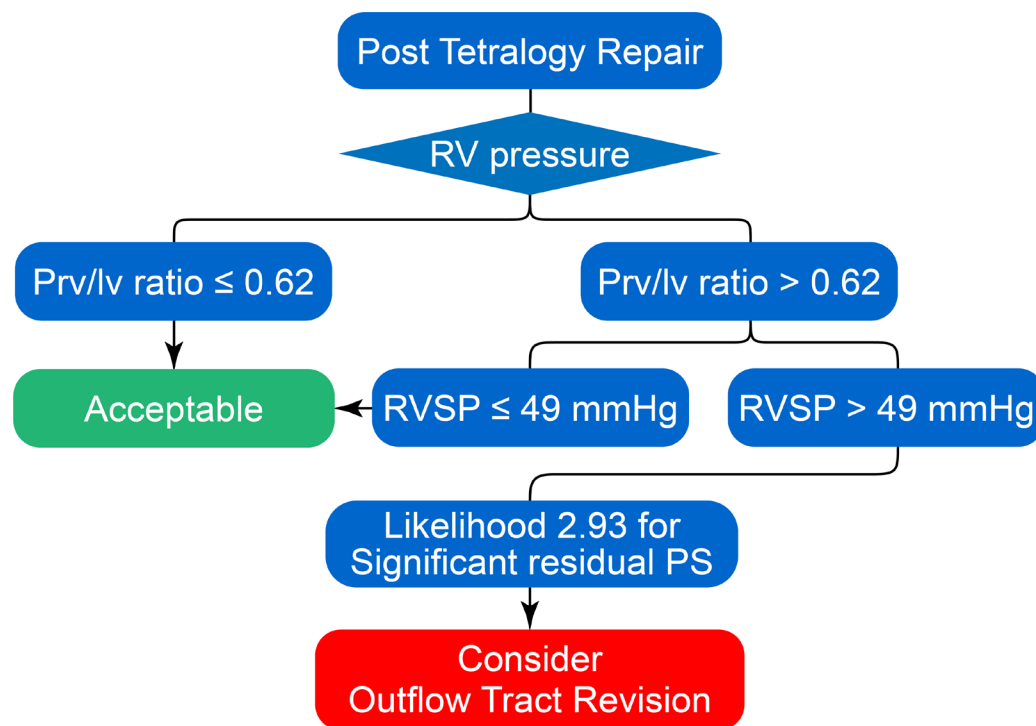 Post Tetralogy Repair
RV pressure
Prv/lv ratio ≤ 0.62
Prv/lv ratio > 0.62
Acceptable
RVSP ≤ 49 mmHg
RVSP > 49 mmHg
Likelihood 2.93 for
Significant residual PS
Consider
Outflow Tract Revision